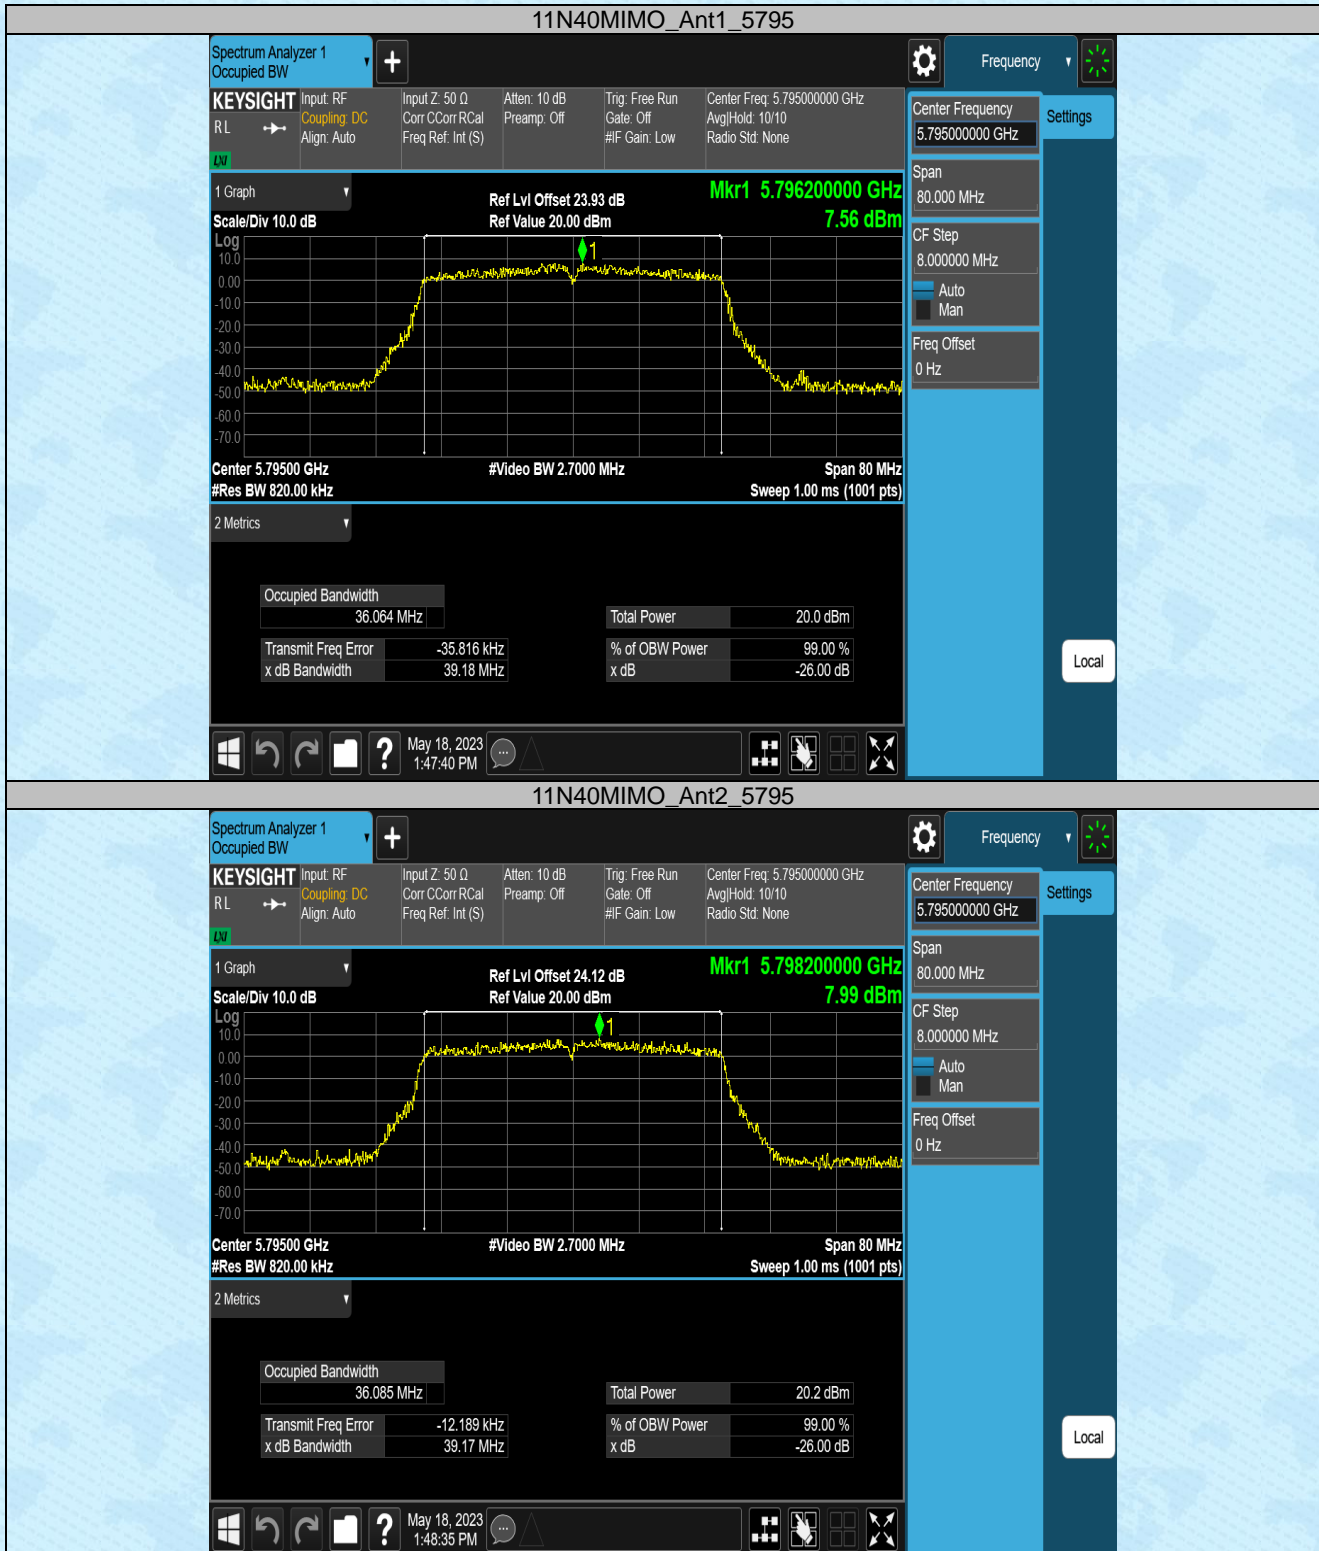 11N40MIMO_Ant1_5795
Spectrum Analyzer 1
Occupied BW
Frequency
KEYSIGHT
R L
LXI
Input: RF
Coupling: DC
Align: Auto
Input Z: 50 Ω
Corr CCorr RCal
Freq Ref: Int (S)
Atten: 10 dB
Preamp: Off
Trig: Free Run
Gate: Off
#IF Gain: Low
Center Freq: 5.795000000 GHz
Avg|Hold: 10/10
Radio Std: None
Center Frequency
5.795000000 GHz
Settings
Span
80.000 MHz
CF Step
8.000000 MHz
Auto
Man
Freq Offset
0 Hz
Local
1 Graph
Scale/Div 10.0 dB
Ref Lvl Offset 23.93 dB
Ref Value 20.00 dBm
Mkr1 5.796200000 GHz
7.56 dBm
Log
1
10.0
0.00
-10.0
-20.0
-30.0
-40.0
-50.0
-60.0
-70.0
Center 5.79500 GHz
#Res BW 820.00 kHz
#Video BW 2.7000 MHz
Span 80 MHz
Sweep 1.00 ms (1001 pts)
2 Metrics
Occupied Bandwidth
36.064 MHz
Total Power 20.0 dBm
Transmit Freq Error -35.816 kHz
% of OBW Power 99.00 %
x dB Bandwidth 39.18 MHz
x dB -26.00 dB
?
May 18, 2023
1:47:40 PM
11N40MIMO_Ant2_5795
Spectrum Analyzer 1
Occupied BW
Frequency
KEYSIGHT
R L
LXI
Input: RF
Coupling: DC
Align: Auto
Input Z: 50 Ω
Corr CCorr RCal
Freq Ref: Int (S)
Atten: 10 dB
Preamp: Off
Trig: Free Run
Gate: Off
#IF Gain: Low
Center Freq: 5.795000000 GHz
Avg|Hold: 10/10
Radio Std: None
Center Frequency
5.795000000 GHz
Settings
Span
80.000 MHz
CF Step
8.000000 MHz
Auto
Man
Freq Offset
0 Hz
Local
1 Graph
Scale/Div 10.0 dB
Ref Lvl Offset 24.12 dB
Ref Value 20.00 dBm
Mkr1 5.798200000 GHz
7.99 dBm
Log
1
10.0
0.00
-10.0
-20.0
-30.0
-40.0
-50.0
-60.0
-70.0
Center 5.79500 GHz
#Res BW 820.00 kHz
#Video BW 2.7000 MHz
Span 80 MHz
Sweep 1.00 ms (1001 pts)
2 Metrics
Occupied Bandwidth
36.085 MHz
Total Power 20.2 dBm
Transmit Freq Error -12.189 kHz
% of OBW Power 99.00 %
x dB Bandwidth 39.17 MHz
x dB -26.00 dB
?
May 18, 2023
1:48:35 PM